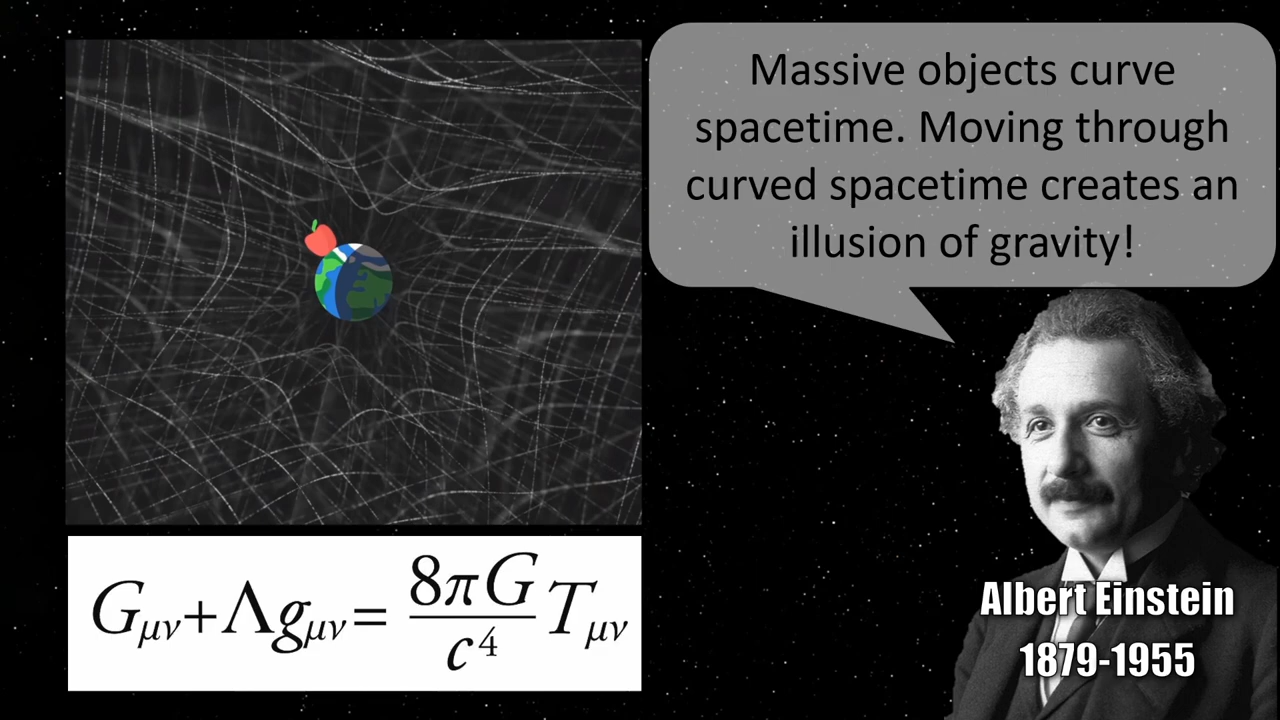 Massive objects curve
spacetime. Moving through
curved spacetime creates an
illusion of gravity!
Gμν+Λgμν= 8πG/c⁴ Tμν
Albert Einstein
1879-1955